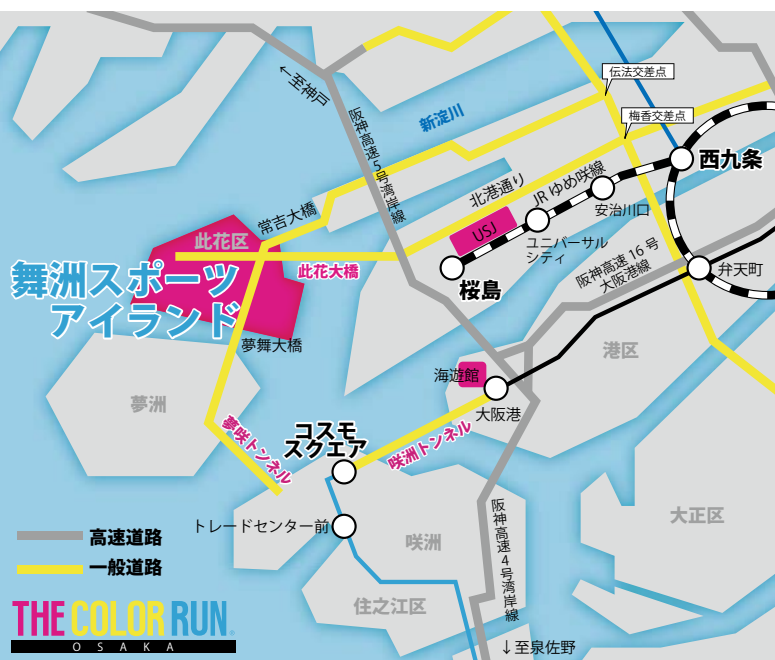 伝法交差点
←至神戸
新淀川
梅香交差点
阪神高速5号湾岸線
西九条
北港通り
JRゆめ咲線
安治川口
常吉大橋
USJ
ユニバーサル
シティ
此花区
此花大橋
桜島
阪神高速16号
大阪港線
弁天町
舞洲スポーツ
アイランド
夢舞大橋
港区
海遊館
大阪港
夢洲
夢咲トンネル
コスモ
スクエア
咲洲トンネル
トレードセンター前
咲洲
阪神高速4号湾岸線
大正区
高速道路
一般道路
住之江区
THE COLOR RUN
OSAKA
↓至泉佐野